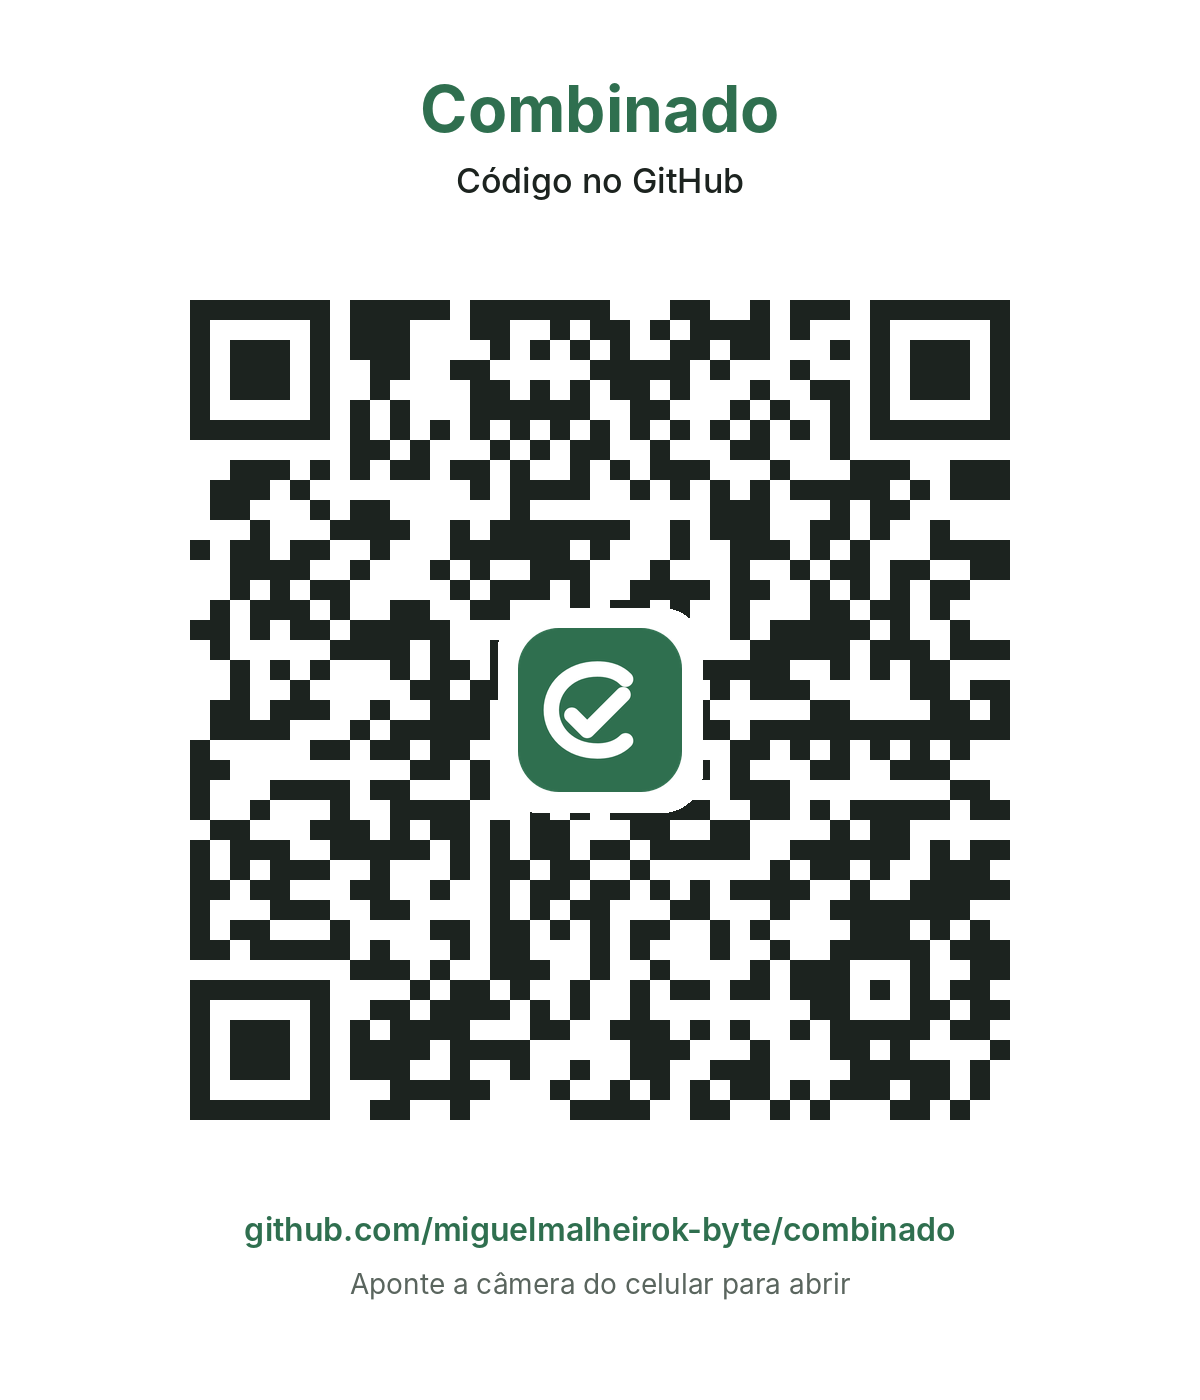 Combinado
Código no GitHub
github.com/miguelmalheirok-byte/combinado
Aponte a câmera do celular para abrir